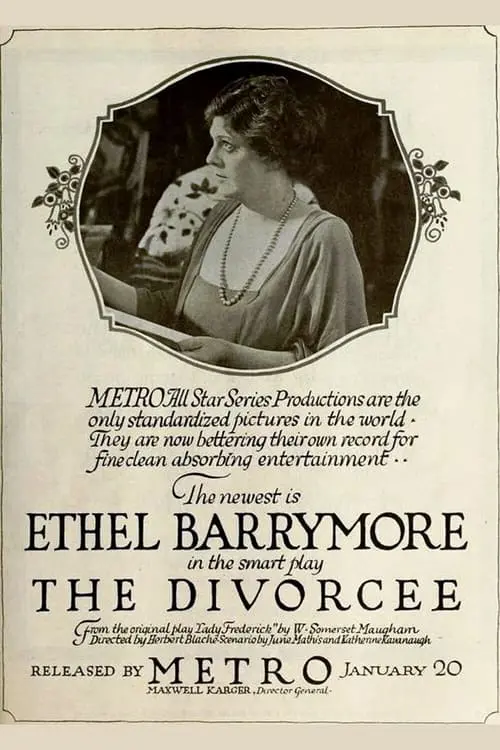 METRO All Star Series Productions are the
only standardized pictures in the world .
They are now bettering their own record for
fine clean absorbing entertainment . .
The newest is
ETHEL BARRYMORE
in the smart play
THE DIVORCEE
From the original play "Lady Frederick" by W. Somerset Maugham
Directed by Herbert Blaché-Scenario by June Mathis and Katherine Kavanaugh
RELEASED BY METRO JANUARY 20
MAXWELL KARGER, Director General.